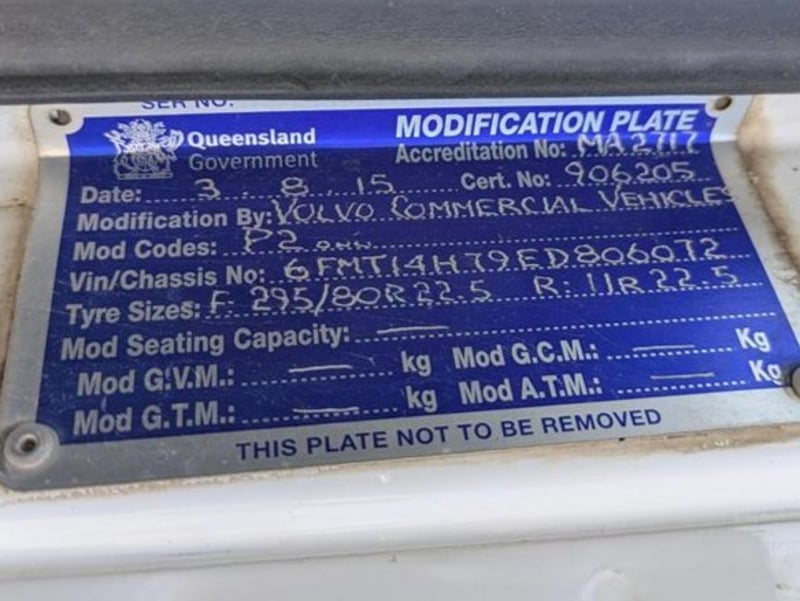 SER NO.
Queensland Government
MODIFICATION PLATE
Accreditation No: MA2717
Date: 3.8.15 Cert. No: 906205
Modification By: VOLVO COMMERCIAL VEHICLES
Mod Codes: P2
Vin/Chassis No: 6FMT14H79ED806072
Tyre Sizes: F. 295/80R22.5 R: 11R22.5
Mod Seating Capacity: —
Mod G.V.M.: — kg Mod G.C.M.: — Kg
Mod G.T.M.: — kg Mod A.T.M.: — Kg
THIS PLATE NOT TO BE REMOVED